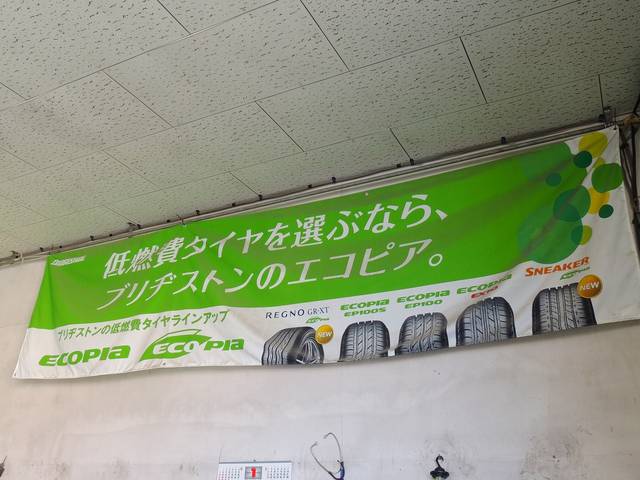 低燃費タイヤを選ぶなら、
ブリヂストンのエコピア。
ブリヂストンの低燃費タイヤラインアップ
ECOPIA ECOPIA
REGNO GR-XT
NEW
ECOPIA EP100S
ECOPIA EP100
ECOPIA EX10
SNEAKER
NEW
1